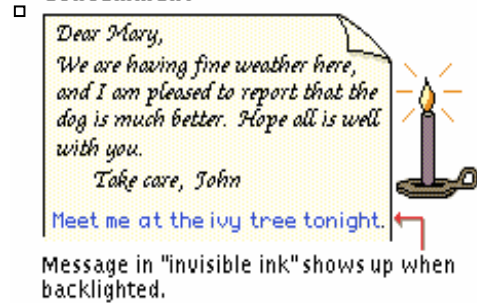 Dear Mary,
We are having fine weather here,
and I am pleased to report that the
dog is much better. Hope all is well
with you.
Take care, John
Meet me at the ivy tree tonight.
Message in "invisible ink" shows up when
backlighted.